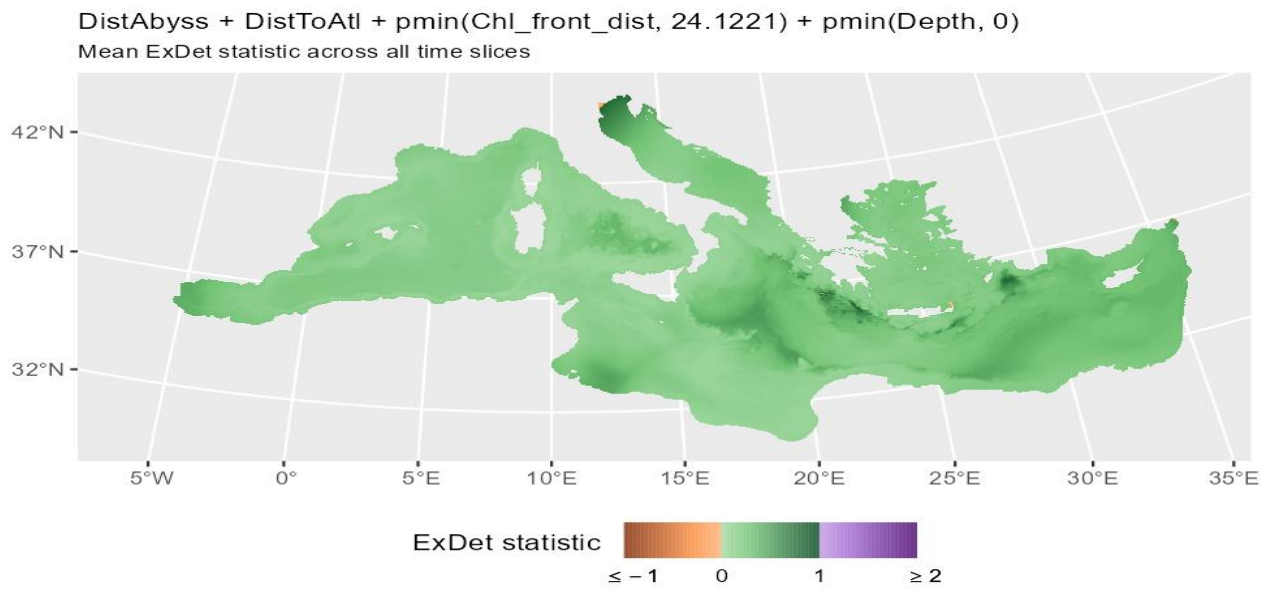 DistAbyss + DistToAtl + pmin(Chl_front_dist, 24.1221) + pmin(Depth, 0)
Mean ExDet statistic across all time slices
42°N
37°N
32°N
5°W 0° 5°E 10°E 15°E 20°E 25°E 30°E 35°E
ExDet statistic
≤ − 1 0 1 ≥ 2